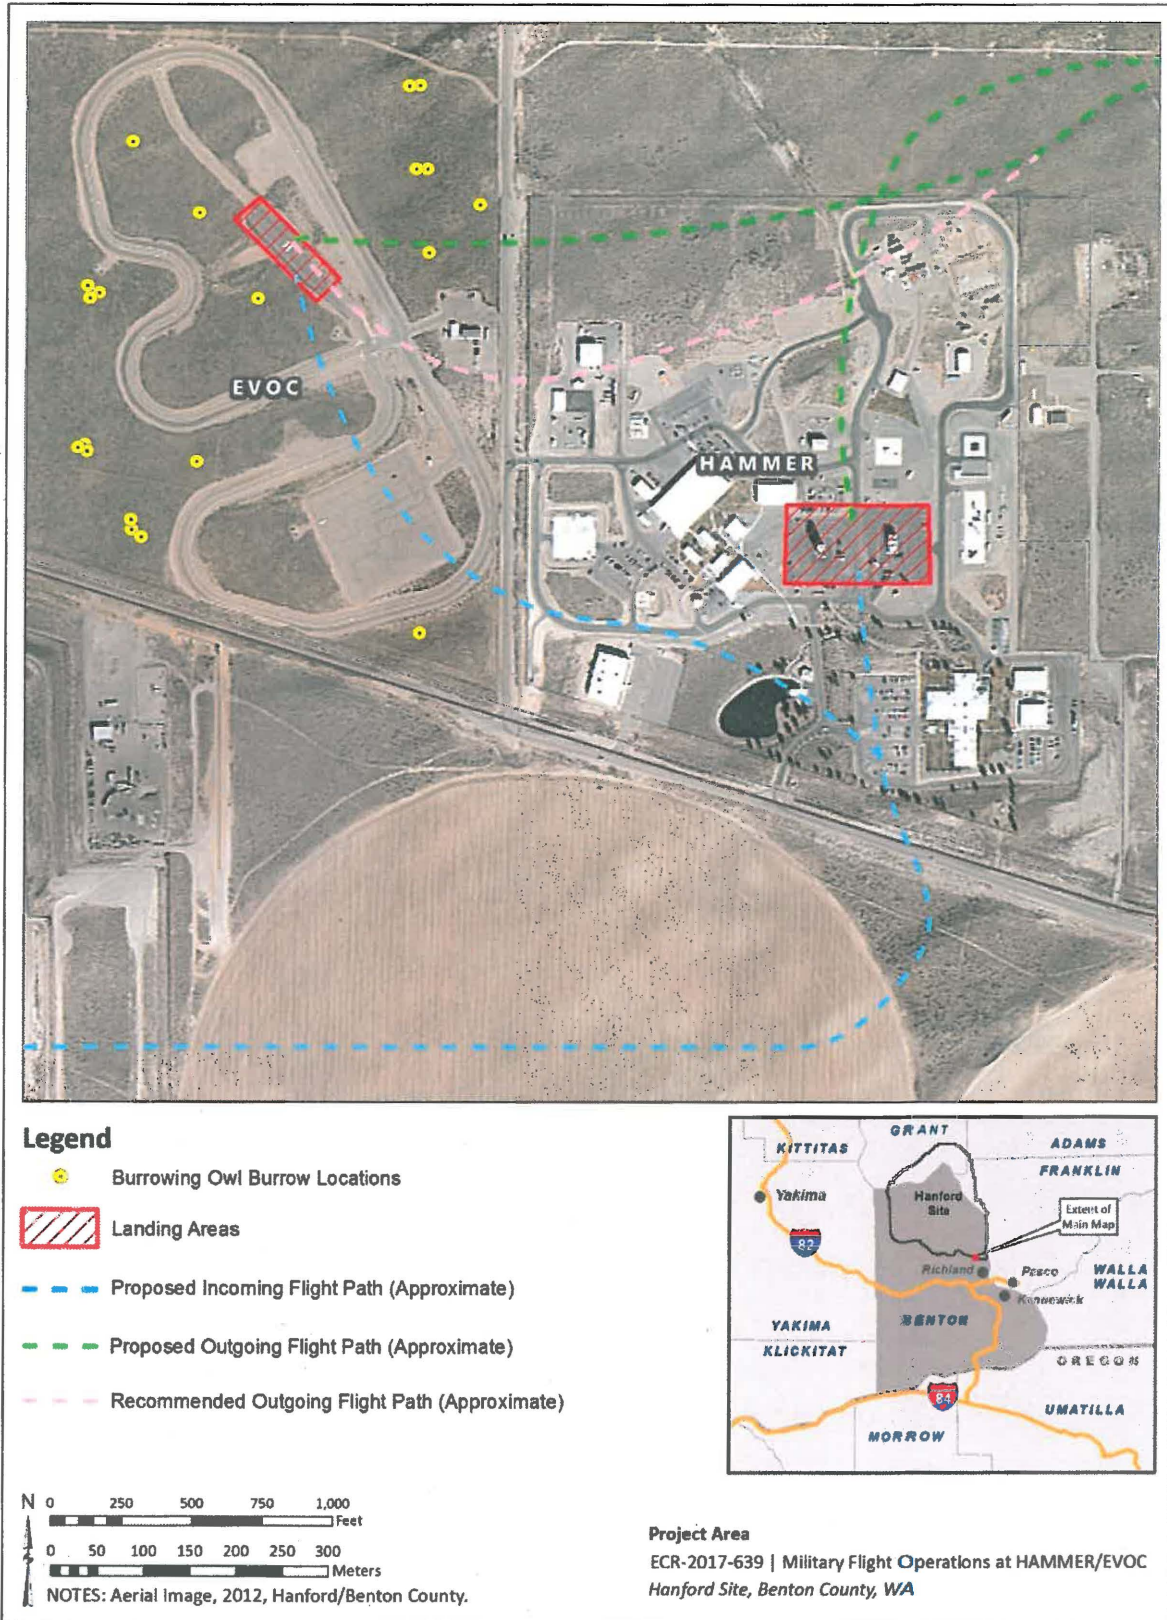 EVOC
HAMMER
Legend
Burrowing Owl Burrow Locations
Landing Areas
Proposed Incoming Flight Path (Approximate)
Proposed Outgoing Flight Path (Approximate)
Recommended Outgoing Flight Path (Approximate)
GRANT
KITTITAS
ADAMS
FRANKLIN
Yakima
Hanford
Site
Extent of
Main Map
82
Richland
Pasco
WALLA
WALLA
Kennewick
BENTON
YAKIMA
KLICKITAT
OREGON
84
UMATILLA
MORROW
N
0 250 500 750 1,000
Feet
0 50 100 150 200 250 300
Meters
NOTES: Aerial Image, 2012, Hanford/Benton County.
Project Area
ECR-2017-639 | Military Flight Operations at HAMMER/EVOC
Hanford Site, Benton County, WA